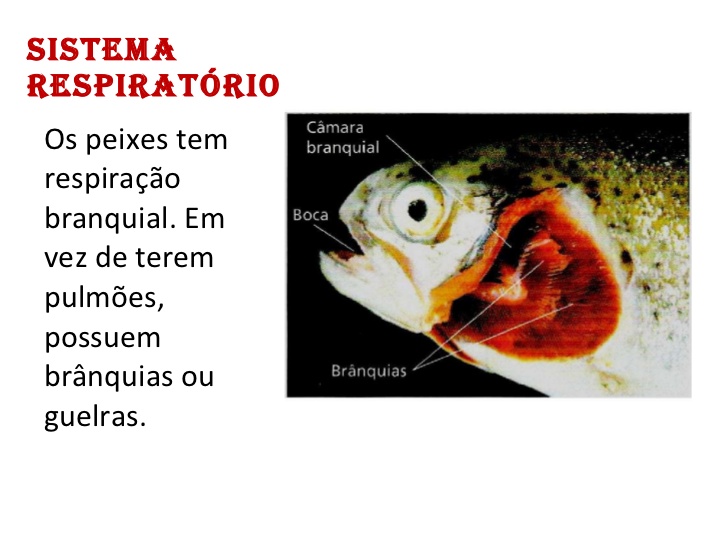 SISTEMA
RESPIRATÓRIO
Os peixes tem
respiração
branquial. Em
vez de terem
pulmões,
possuem
brânquias ou
guelras.
Câmara
branquial
Boca
Brânquias